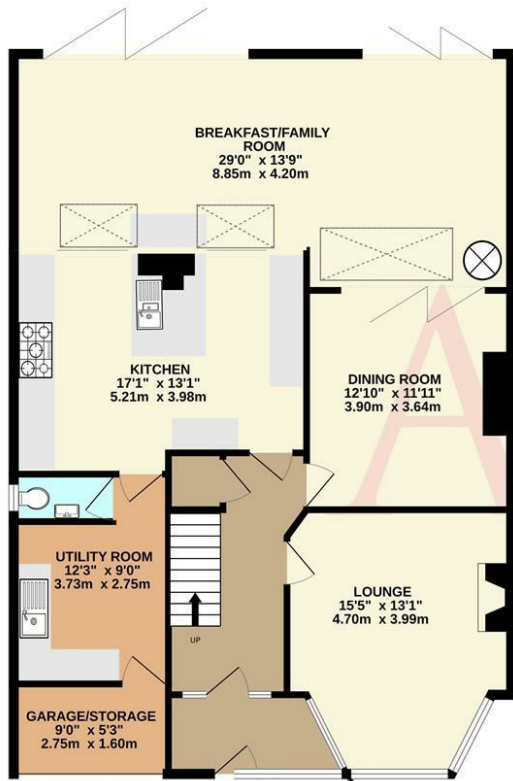 BREAKFAST/FAMILY
ROOM
29'0" x 13'9"
8.85m x 4.20m
KITCHEN
17'1" x 13'1"
5.21m x 3.98m
DINING ROOM
12'10" x 11'11"
3.90m x 3.64m
UTILITY ROOM
12'3" x 9'0"
3.73m x 2.75m
LOUNGE
15'5" x 13'1"
4.70m x 3.99m
UP
GARAGE/STORAGE
9'0" x 5'3"
2.75m x 1.60m
A